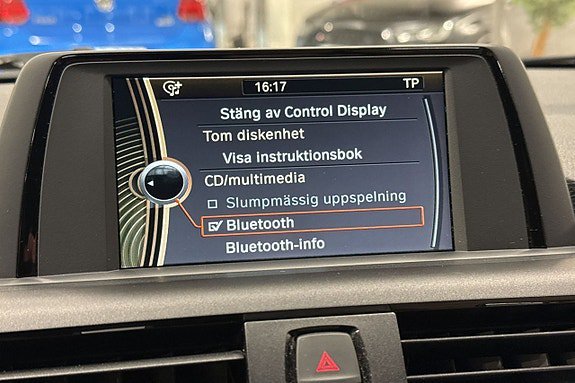 16:17 TP
Stäng av Control Display
Tom diskenhet
Visa instruktionsbok
CD/multimedia
Slumpmässig uppspelning
Bluetooth
Bluetooth-info